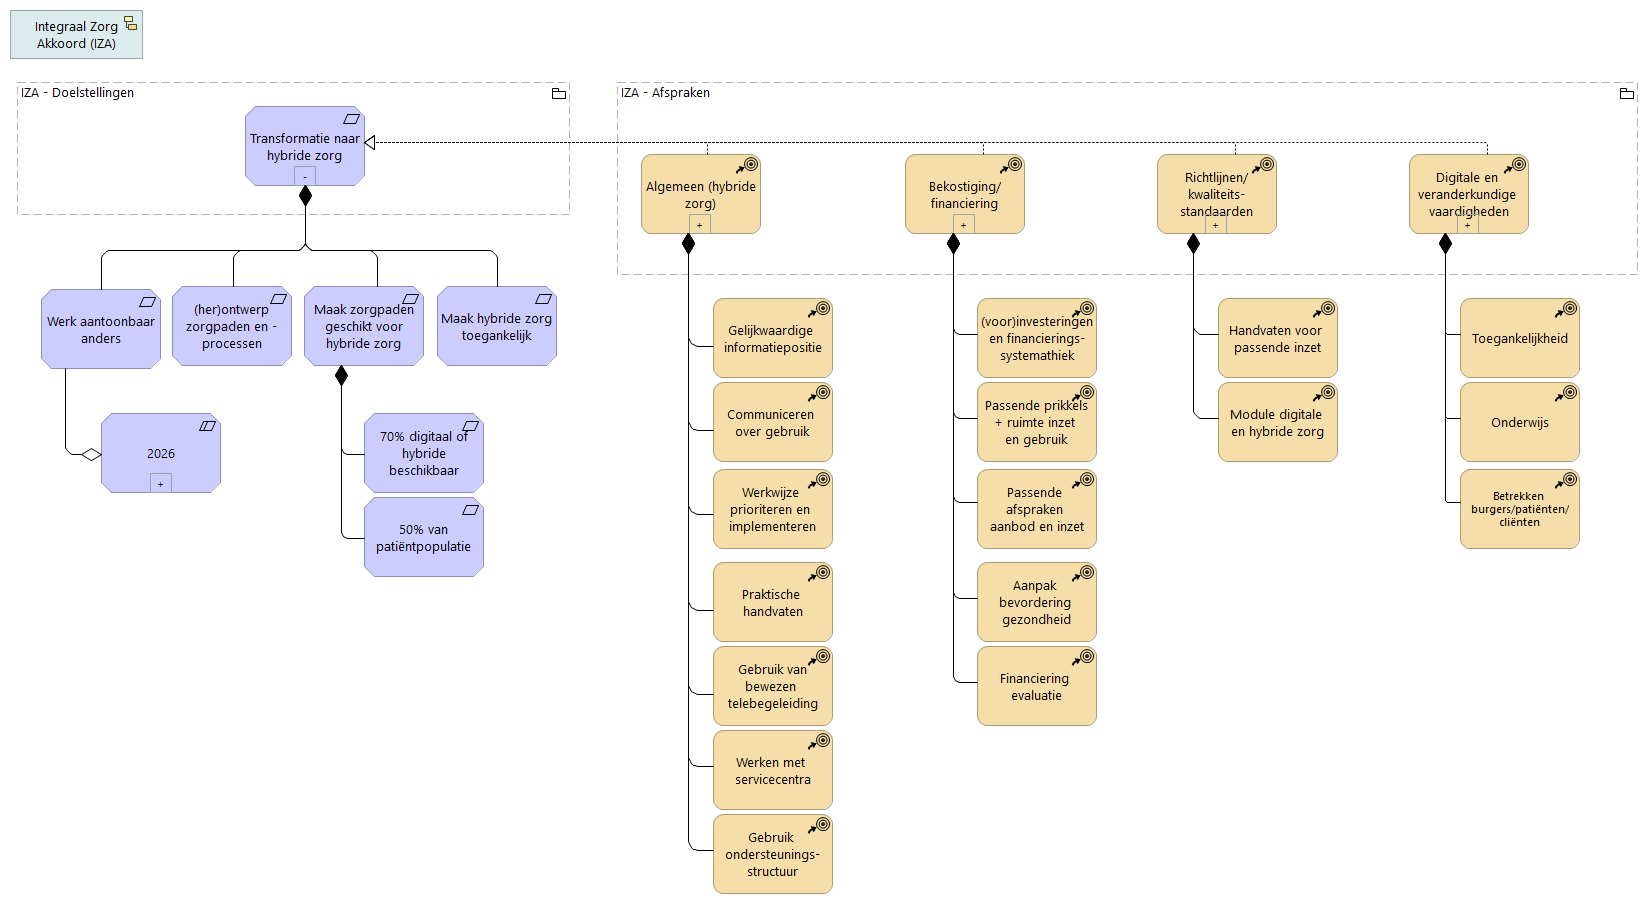 Integraal Zorg
Akkoord (IZA)
IZA - Doelstellingen
Transformatie naar
hybride zorg
-
Werk aantoonbaar
anders
(her)ontwerp
zorgpaden en -
processen
Maak zorgpaden
geschikt voor
hybride zorg
Maak hybride zorg
toegankelijk
2026
+
70% digitaal of
hybride
beschikbaar
50% van
patiëntpopulatie
IZA - Afspraken
Algemeen (hybride
zorg)
+
Bekostiging/
financiering
+
Richtlijnen/
kwaliteits-
standaarden
+
Digitale en
veranderkundige
vaardigheden
+
Gelijkwaardige
informatiepositie
Communiceren
over gebruik
Werkwijze
prioriteren en
implementeren
Praktische
handvaten
Gebruik van
bewezen
telebegeleiding
Werken met
servicecentra
Gebruik
ondersteunings-
structuur
(voor)investeringen
en financierings-
systemathiek
Passende prikkels
+ ruimte inzet
en gebruik
Passende
afspraken
aanbod en inzet
Aanpak
bevordering
gezondheid
Financiering
evaluatie
Handvaten voor
passende inzet
Module digitale
en hybride zorg
Toegankelijkheid
Onderwijs
Betrekken
burgers/patiënten/
cliënten